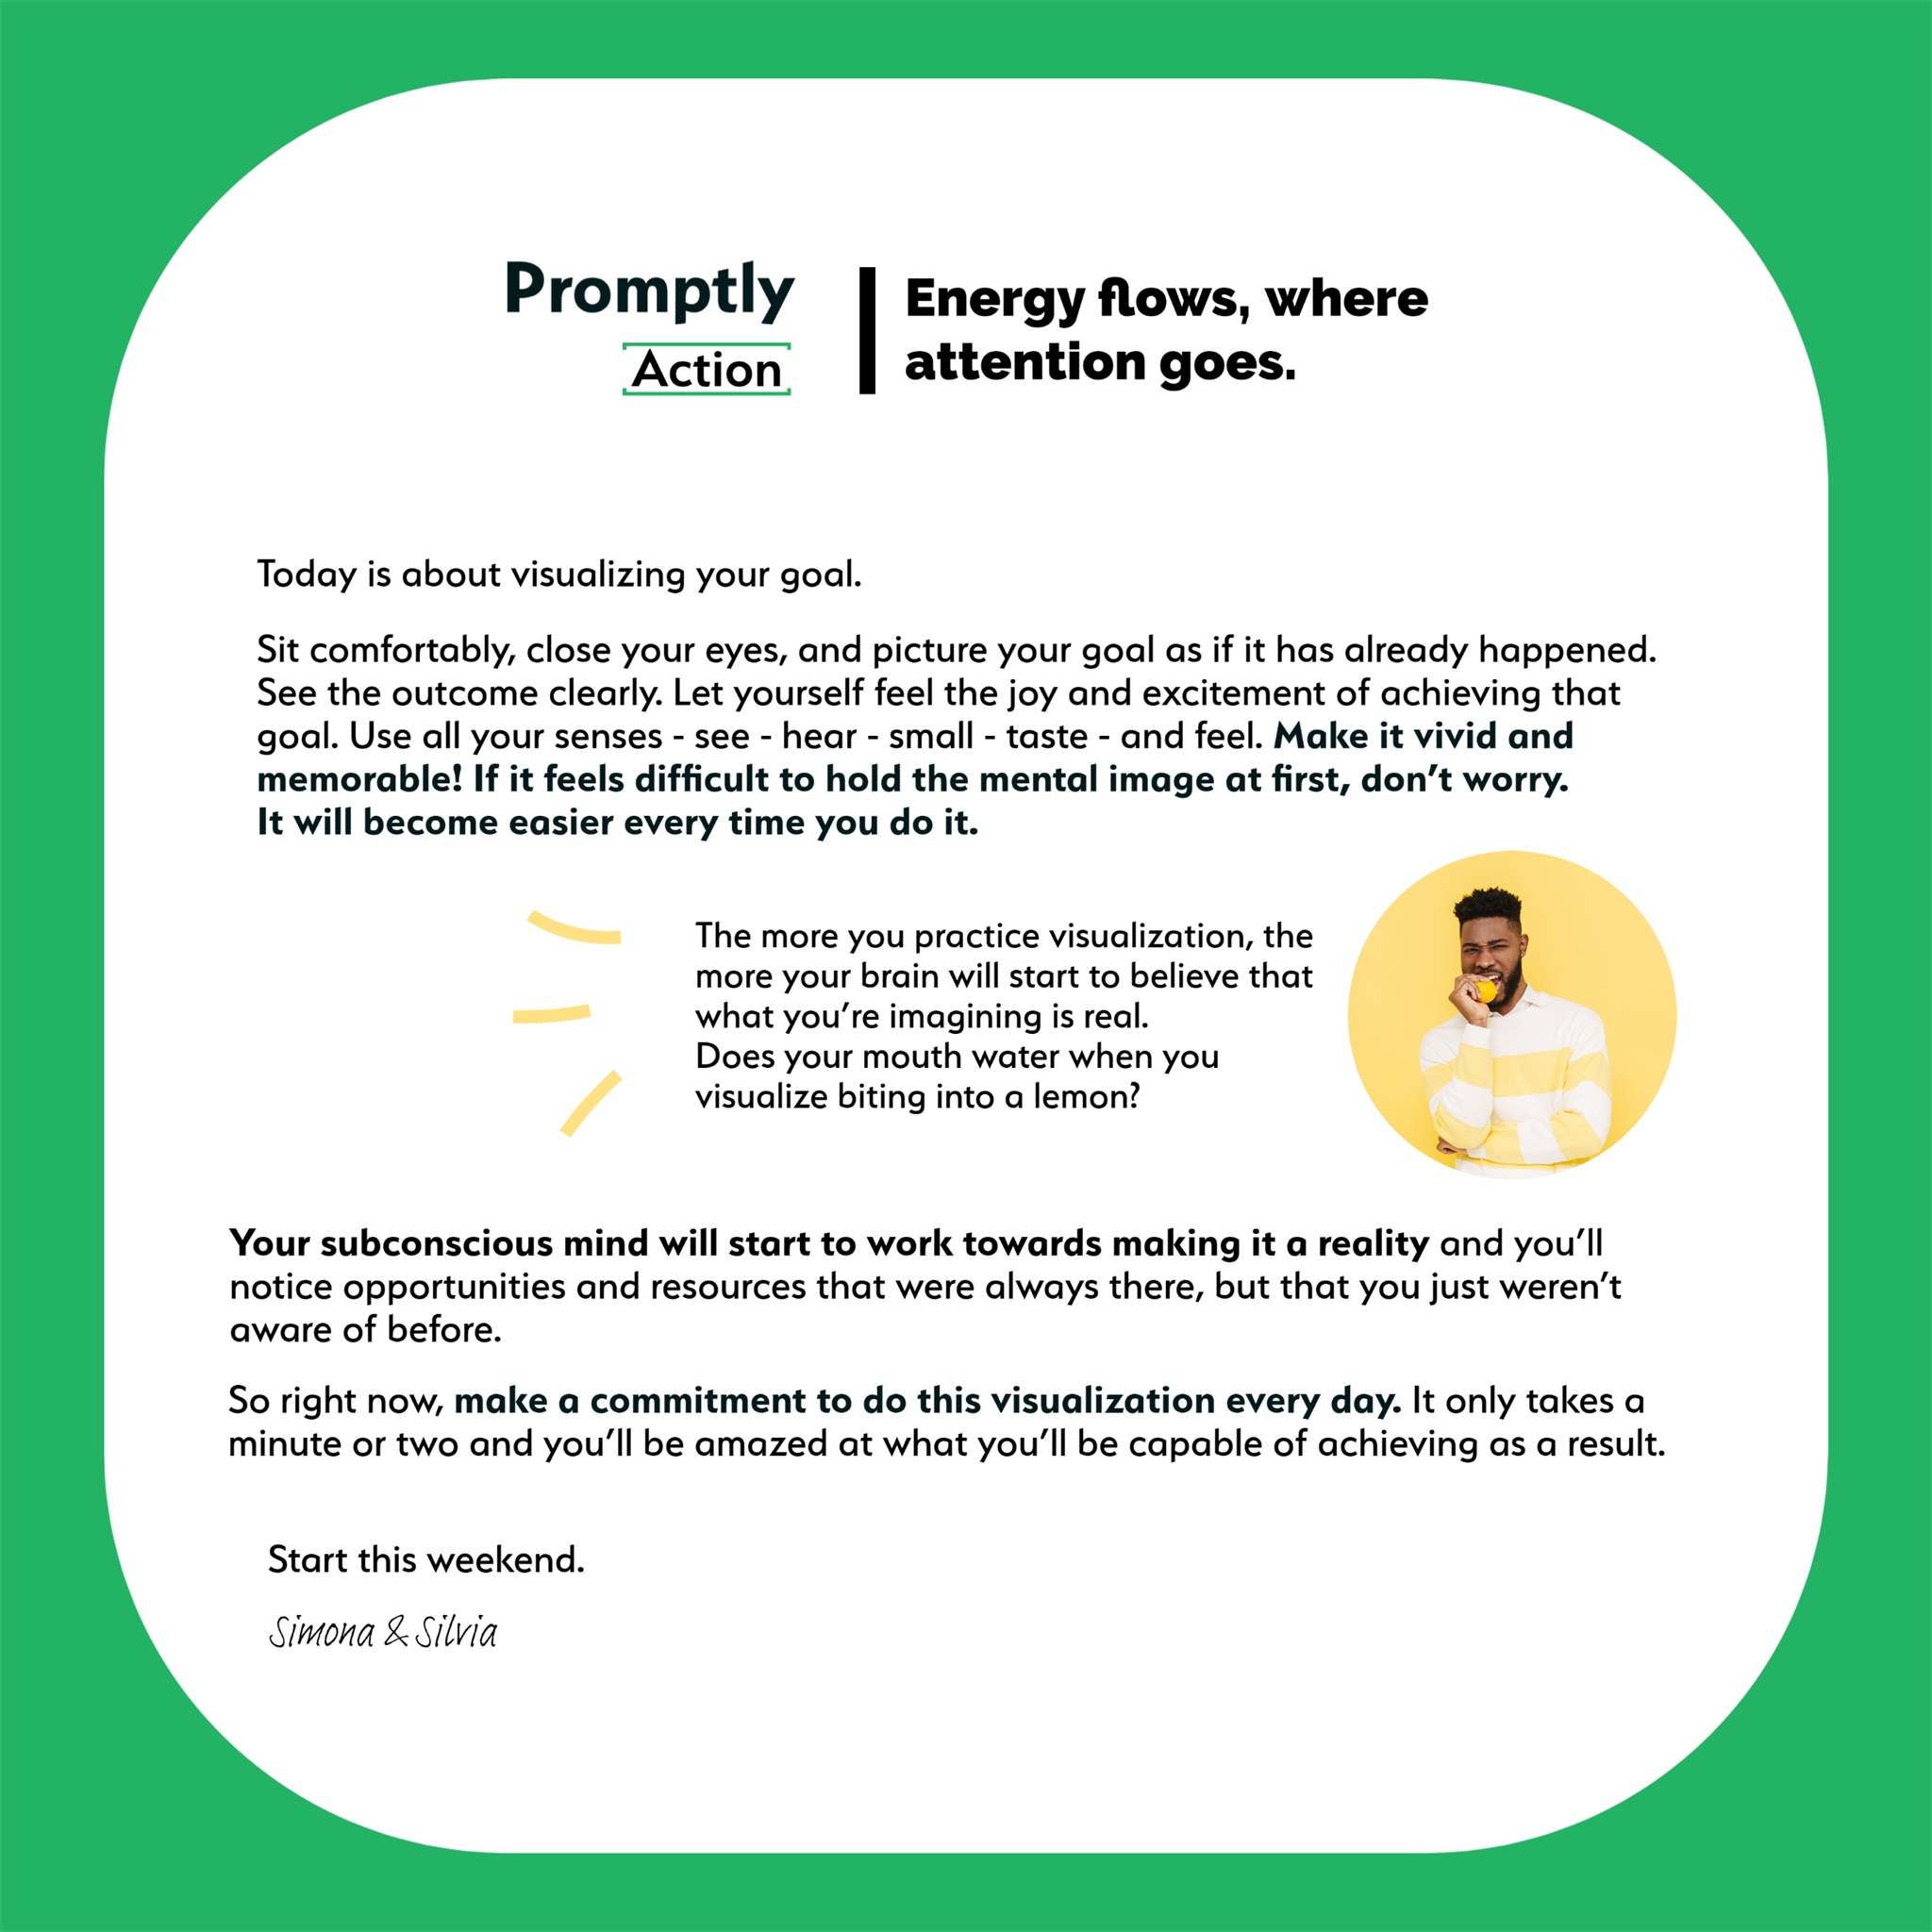 Promptly
Action
Energy flows, where
attention goes.
Today is about visualizing your goal.
Sit comfortably, close your eyes, and picture your goal as if it has already happened.
See the outcome clearly. Let yourself feel the joy and excitement of achieving that
goal. Use all your senses - see - hear - small - taste - and feel. Make it vivid and
memorable! If it feels difficult to hold the mental image at first, don’t worry.
It will become easier every time you do it.
The more you practice visualization, the
more your brain will start to believe that
what you’re imagining is real.
Does your mouth water when you
visualize biting into a lemon?
Your subconscious mind will start to work towards making it a reality and you’ll
notice opportunities and resources that were always there, but that you just weren’t
aware of before.
So right now, make a commitment to do this visualization every day. It only takes a
minute or two and you’ll be amazed at what you’ll be capable of achieving as a result.
Start this weekend.
Simona & Silvia